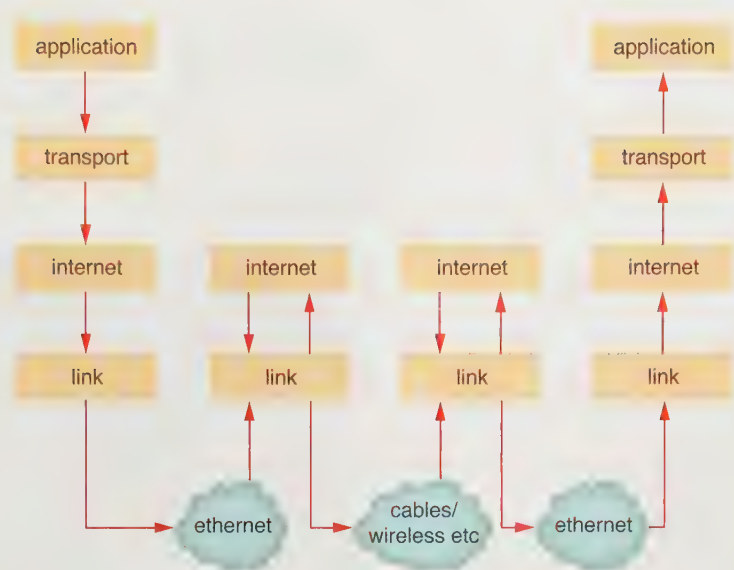 application
application
transport
transport
internet
internet
internet
internet
link
link
link
link
ethernet
cables/
wireless etc
ethernet